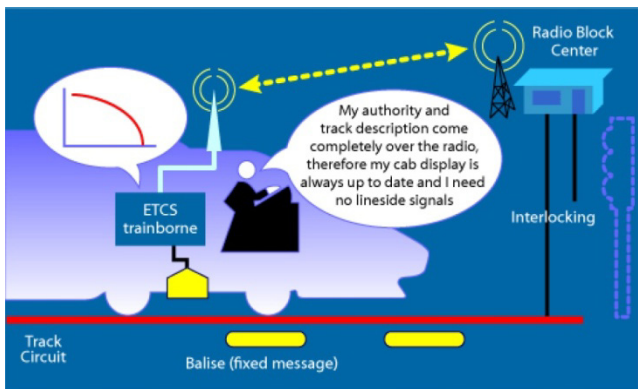 Radio Block
Center
My authority and
track description come
completely over the radio,
therefore my cab display is
always up to date and I need
no lineside signals
ETCS
trainborne
Interlocking
Track
Circuit
Balise (fixed message)